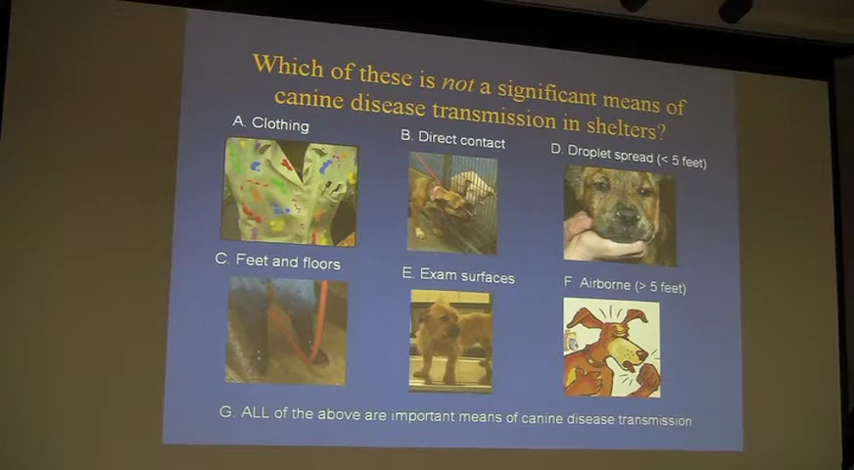 Which of these is not a significant means of
canine disease transmission in shelters?
A. Clothing
B. Direct contact
D. Droplet spread (< 5 feet)
C. Feet and floors
E. Exam surfaces
F. Airborne (> 5 feet)
G. ALL of the above are important means of canine disease transmission